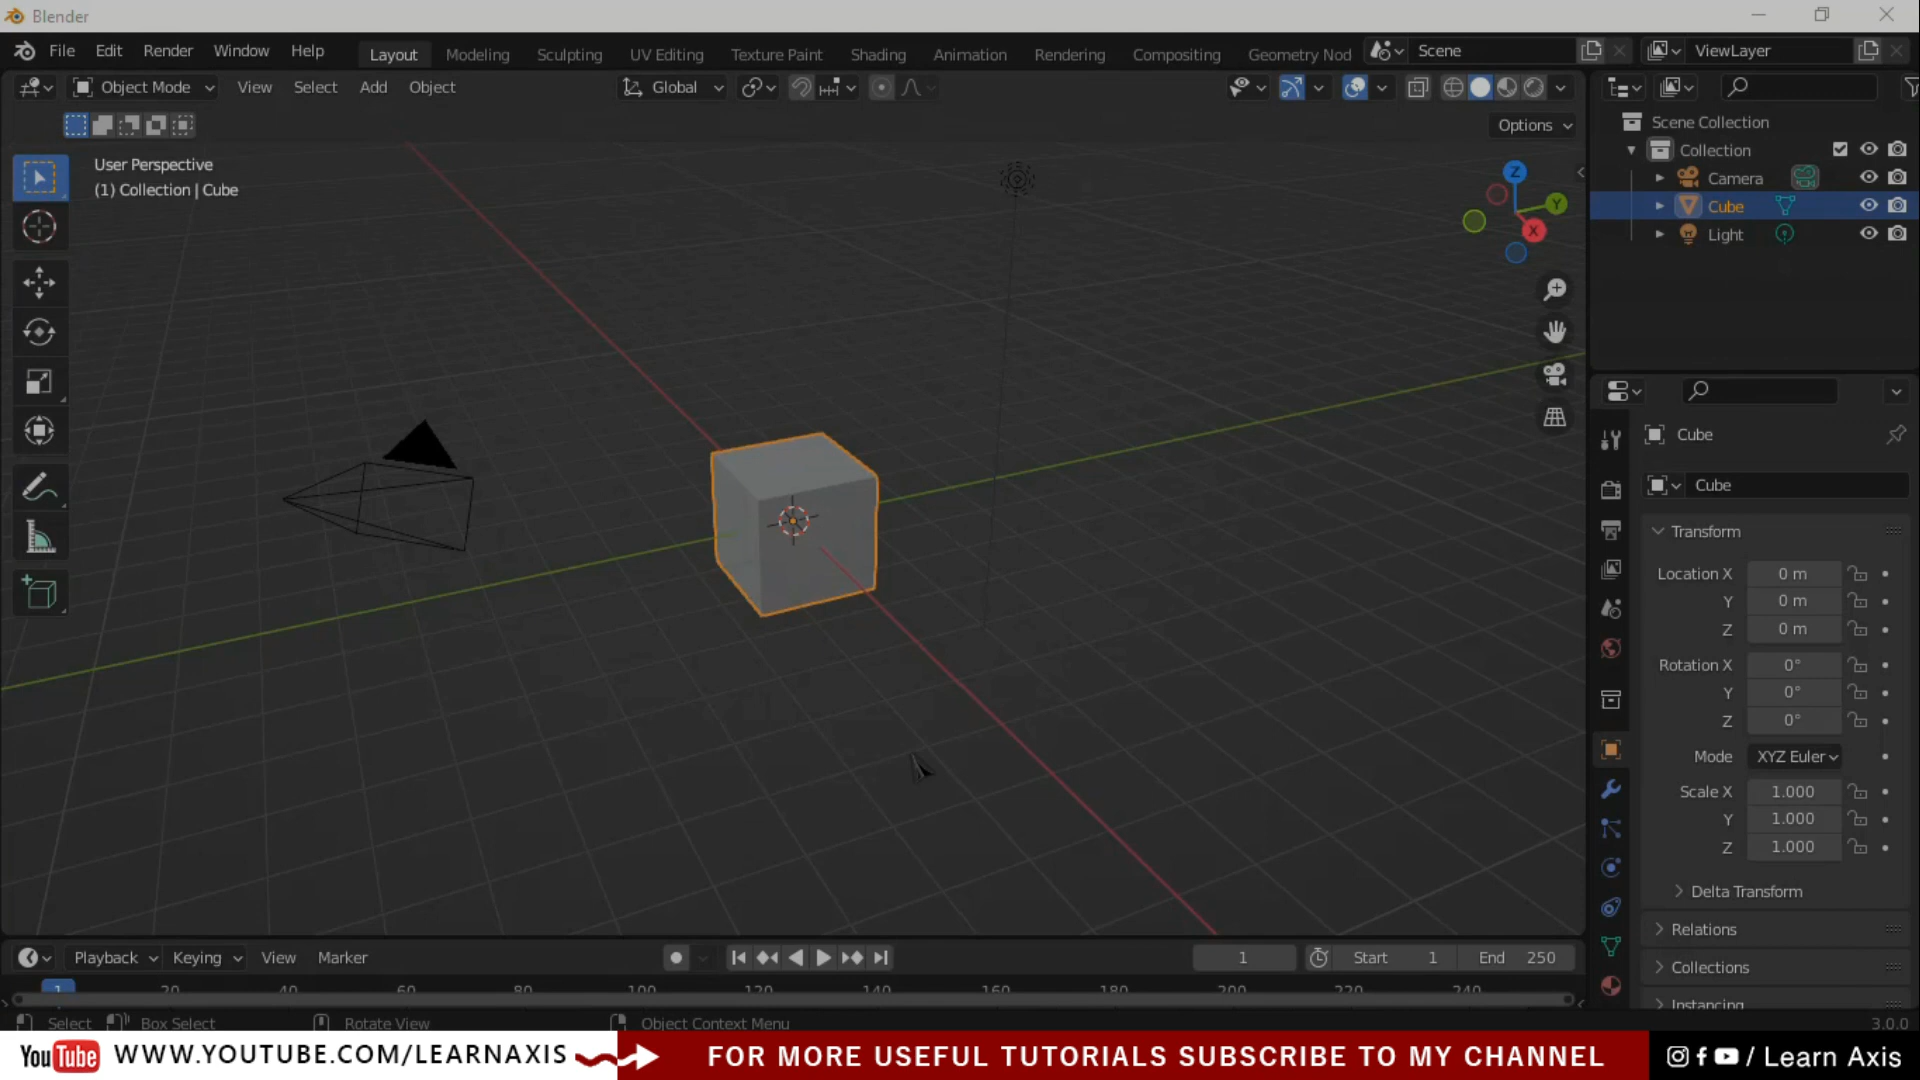 Blender
File Edit Render Window Help Layout Modeling Sculpting UV Editing Texture Paint Shading Animation Rendering Compositing Geometry Nod Scene ViewLayer
Object Mode View Select Add Object Global
Options
User Perspective
(1) Collection | Cube
Z
Y
X
Scene Collection
Collection
Camera
Cube
Light
Cube
Cube
Transform
Location X 0 m
Y 0 m
Z 0 m
Rotation X 0°
Y 0°
Z 0°
Mode XYZ Euler
Scale X 1.000
Y 1.000
Z 1.000
Delta Transform
Relations
Collections
Instancing
Playback Keying View Marker 1 Start 1 End 250
1 20 40 60 80 100 120 140 160 180 200 220 240
Select Box Select Rotate View Object Context Menu 3.0.0
YouTube WWW.YOUTUBE.COM/LEARNAXIS FOR MORE USEFUL TUTORIALS SUBSCRIBE TO MY CHANNEL / Learn Axis